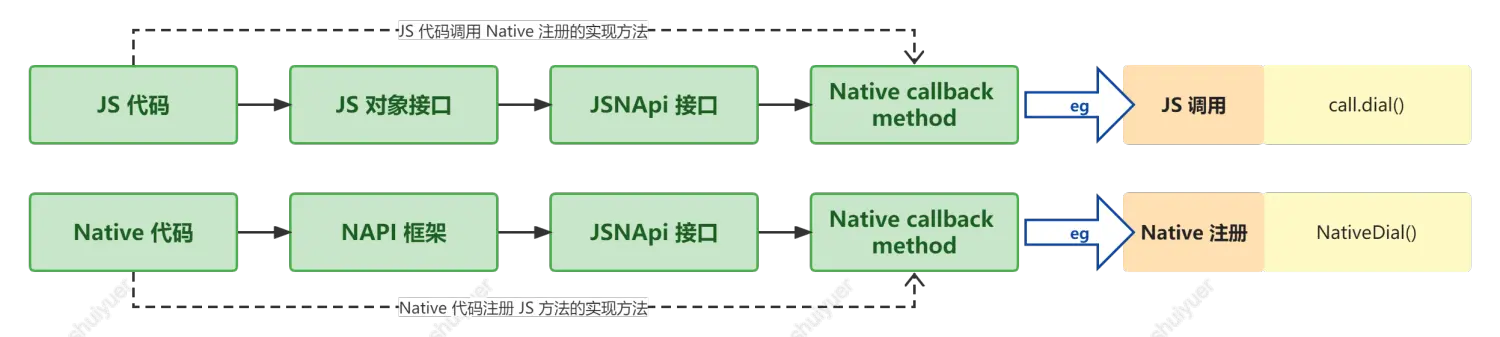 JS 代码调用 Native 注册的实现方法
JS 代码
JS 对象接口
JSNApi 接口
Native callback
method
eg
JS 调用
call.dial()
Native 代码
NAPI 框架
JSNApi 接口
Native callback
method
eg
Native 注册
NativeDial()
Native 代码注册 JS 方法的实现方法
shuiyuer
shuiyuer
shuiyuer
shuiyuer